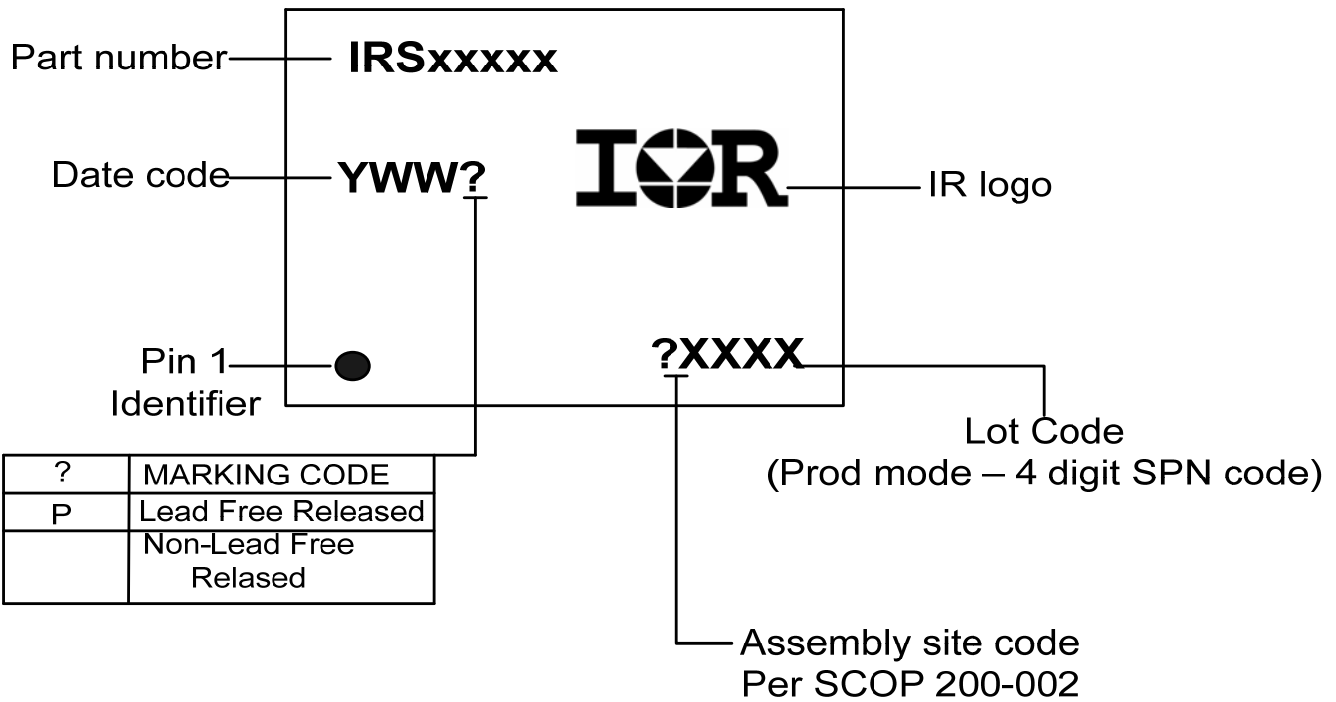 Part number
IRSxxxxx
Date code
YWW?
IOR
IR logo
Pin 1
Identifier
?XXXX
Lot Code
(Prod mode – 4 digit SPN code)
? MARKING CODE
P Lead Free Released
Non-Lead Free
Relased
Assembly site code
Per SCOP 200-002